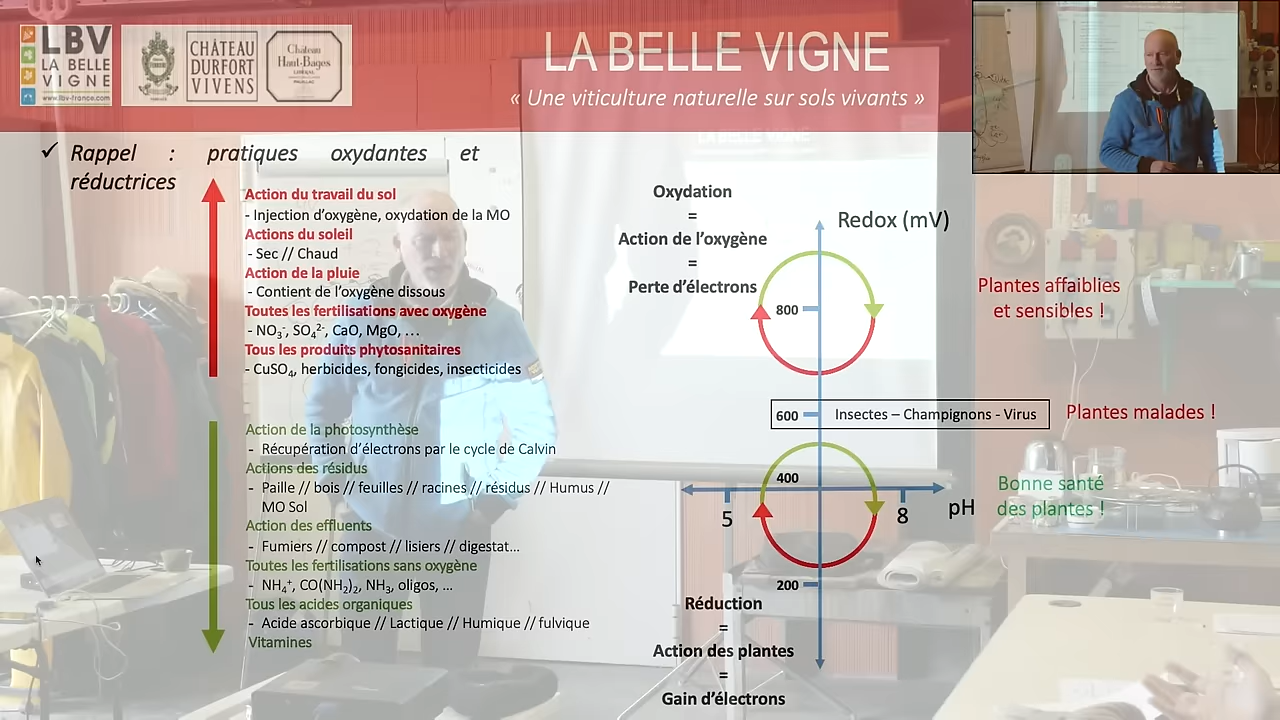 LBV
LA BELLE
VIGNE
www.lbv-france.com
CHÂTEAU
DURFORT
VIVENS
Château
Haut-Bages
LIBÉRAL
PAUILLAC
LA BELLE VIGNE
« Une viticulture naturelle sur sols vivants »
✓ Rappel : pratiques oxydantes et
réductrices
Action du travail du sol
- Injection d’oxygène, oxydation de la MO
Actions du soleil
- Sec // Chaud
Action de la pluie
- Contient de l’oxygène dissous
Toutes les fertilisations avec oxygène
- NO₃⁻, SO₄²⁻, CaO, MgO, …
Tous les produits phytosanitaires
- CuSO₄, herbicides, fongicides, insecticides
Action de la photosynthèse
- Récupération d’électrons par le cycle de Calvin
Actions des résidus
- Paille // bois // feuilles // racines // résidus // Humus //
MO Sol
Action des effluents
- Fumiers // compost // lisiers // digestat…
Toutes les fertilisations sans oxygène
- NH₄⁺, CO(NH₂)₂, NH₃, oligos, …
Tous les acides organiques
- Acide ascorbique // Lactique // Humique // fulvique
Vitamines
Oxydation
=
Action de l’oxygène
=
Perte d’électrons
Redox (mV)
800
600
Insectes – Champignons - Virus
400
5
8
pH
200
Réduction
=
Action des plantes
=
Gain d’électrons
Plantes affaiblies
et sensibles !
Plantes malades !
Bonne santé
des plantes !